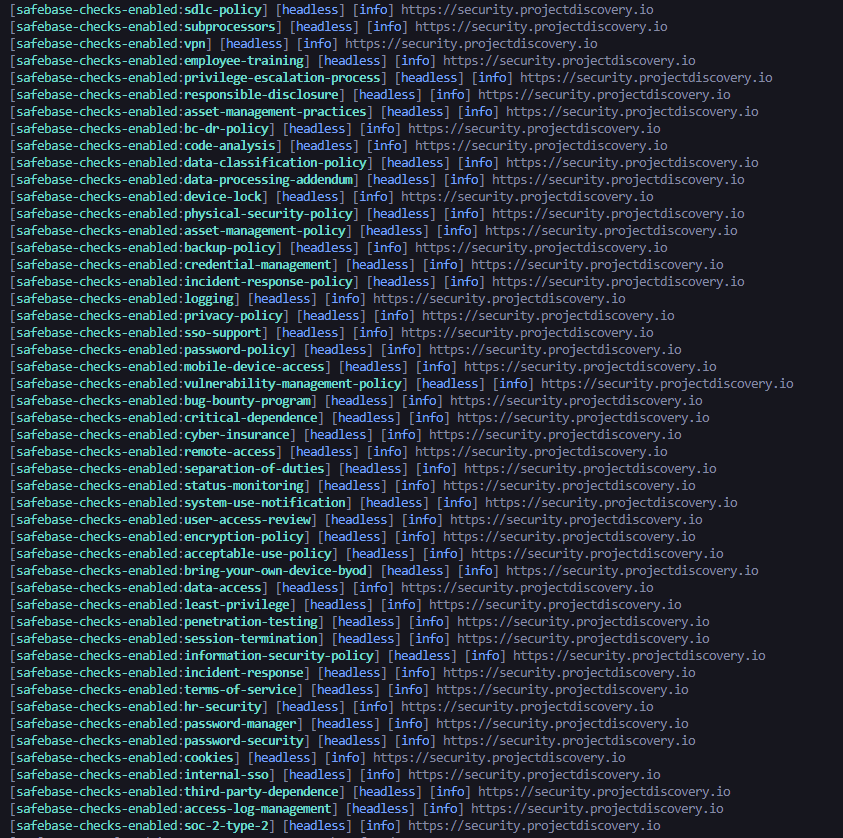 [safebase-checks-enabled:sdlc-policy] [headless] [info] https://security.projectdiscovery.io
[safebase-checks-enabled:subprocessors] [headless] [info] https://security.projectdiscovery.io
[safebase-checks-enabled:vpn] [headless] [info] https://security.projectdiscovery.io
[safebase-checks-enabled:employee-training] [headless] [info] https://security.projectdiscovery.io
[safebase-checks-enabled:privilege-escalation-process] [headless] [info] https://security.projectdiscovery.io
[safebase-checks-enabled:responsible-disclosure] [headless] [info] https://security.projectdiscovery.io
[safebase-checks-enabled:asset-management-practices] [headless] [info] https://security.projectdiscovery.io
[safebase-checks-enabled:bc-dr-policy] [headless] [info] https://security.projectdiscovery.io
[safebase-checks-enabled:code-analysis] [headless] [info] https://security.projectdiscovery.io
[safebase-checks-enabled:data-classification-policy] [headless] [info] https://security.projectdiscovery.io
[safebase-checks-enabled:data-processing-addendum] [headless] [info] https://security.projectdiscovery.io
[safebase-checks-enabled:device-lock] [headless] [info] https://security.projectdiscovery.io
[safebase-checks-enabled:physical-security-policy] [headless] [info] https://security.projectdiscovery.io
[safebase-checks-enabled:asset-management-policy] [headless] [info] https://security.projectdiscovery.io
[safebase-checks-enabled:backup-policy] [headless] [info] https://security.projectdiscovery.io
[safebase-checks-enabled:credential-management] [headless] [info] https://security.projectdiscovery.io
[safebase-checks-enabled:incident-response-policy] [headless] [info] https://security.projectdiscovery.io
[safebase-checks-enabled:logging] [headless] [info] https://security.projectdiscovery.io
[safebase-checks-enabled:privacy-policy] [headless] [info] https://security.projectdiscovery.io
[safebase-checks-enabled:sso-support] [headless] [info] https://security.projectdiscovery.io
[safebase-checks-enabled:password-policy] [headless] [info] https://security.projectdiscovery.io
[safebase-checks-enabled:mobile-device-access] [headless] [info] https://security.projectdiscovery.io
[safebase-checks-enabled:vulnerability-management-policy] [headless] [info] https://security.projectdiscovery.io
[safebase-checks-enabled:bug-bounty-program] [headless] [info] https://security.projectdiscovery.io
[safebase-checks-enabled:critical-dependence] [headless] [info] https://security.projectdiscovery.io
[safebase-checks-enabled:cyber-insurance] [headless] [info] https://security.projectdiscovery.io
[safebase-checks-enabled:remote-access] [headless] [info] https://security.projectdiscovery.io
[safebase-checks-enabled:separation-of-duties] [headless] [info] https://security.projectdiscovery.io
[safebase-checks-enabled:status-monitoring] [headless] [info] https://security.projectdiscovery.io
[safebase-checks-enabled:system-use-notification] [headless] [info] https://security.projectdiscovery.io
[safebase-checks-enabled:user-access-review] [headless] [info] https://security.projectdiscovery.io
[safebase-checks-enabled:encryption-policy] [headless] [info] https://security.projectdiscovery.io
[safebase-checks-enabled:acceptable-use-policy] [headless] [info] https://security.projectdiscovery.io
[safebase-checks-enabled:bring-your-own-device-byod] [headless] [info] https://security.projectdiscovery.io
[safebase-checks-enabled:data-access] [headless] [info] https://security.projectdiscovery.io
[safebase-checks-enabled:least-privilege] [headless] [info] https://security.projectdiscovery.io
[safebase-checks-enabled:penetration-testing] [headless] [info] https://security.projectdiscovery.io
[safebase-checks-enabled:session-termination] [headless] [info] https://security.projectdiscovery.io
[safebase-checks-enabled:information-security-policy] [headless] [info] https://security.projectdiscovery.io
[safebase-checks-enabled:incident-response] [headless] [info] https://security.projectdiscovery.io
[safebase-checks-enabled:terms-of-service] [headless] [info] https://security.projectdiscovery.io
[safebase-checks-enabled:hr-security] [headless] [info] https://security.projectdiscovery.io
[safebase-checks-enabled:password-manager] [headless] [info] https://security.projectdiscovery.io
[safebase-checks-enabled:password-security] [headless] [info] https://security.projectdiscovery.io
[safebase-checks-enabled:cookies] [headless] [info] https://security.projectdiscovery.io
[safebase-checks-enabled:internal-sso] [headless] [info] https://security.projectdiscovery.io
[safebase-checks-enabled:third-party-dependence] [headless] [info] https://security.projectdiscovery.io
[safebase-checks-enabled:access-log-management] [headless] [info] https://security.projectdiscovery.io
[safebase-checks-enabled:soc-2-type-2] [headless] [info] https://security.projectdiscovery.io